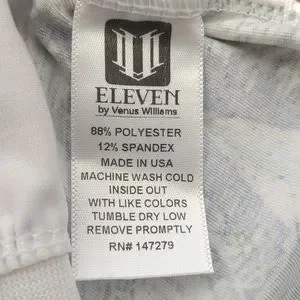 ELEVEN
by Venus Williams
88% POLYESTER
12% SPANDEX
MADE IN USA
MACHINE WASH COLD
INSIDE OUT
WITH LIKE COLORS
TUMBLE DRY LOW
REMOVE PROMPTLY
RN# 147279